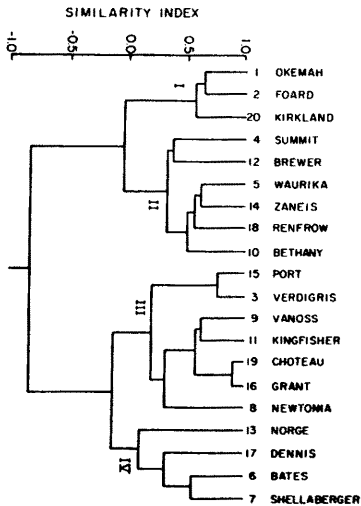 SIMILARITY INDEX
-1.0 -0.5 0.0 0.5 1.0
I
II
III
IV
1 OKEMAH
2 FOARD
20 KIRKLAND
4 SUMMIT
12 BREWER
5 WAURIKA
14 ZANEIS
18 RENFROW
10 BETHANY
15 PORT
3 VERDIGRIS
9 VANOSS
11 KINGFISHER
19 CHOTEAU
16 GRANT
8 NEWTONIA
13 NORGE
17 DENNIS
6 BATES
7 SHELLABERGER